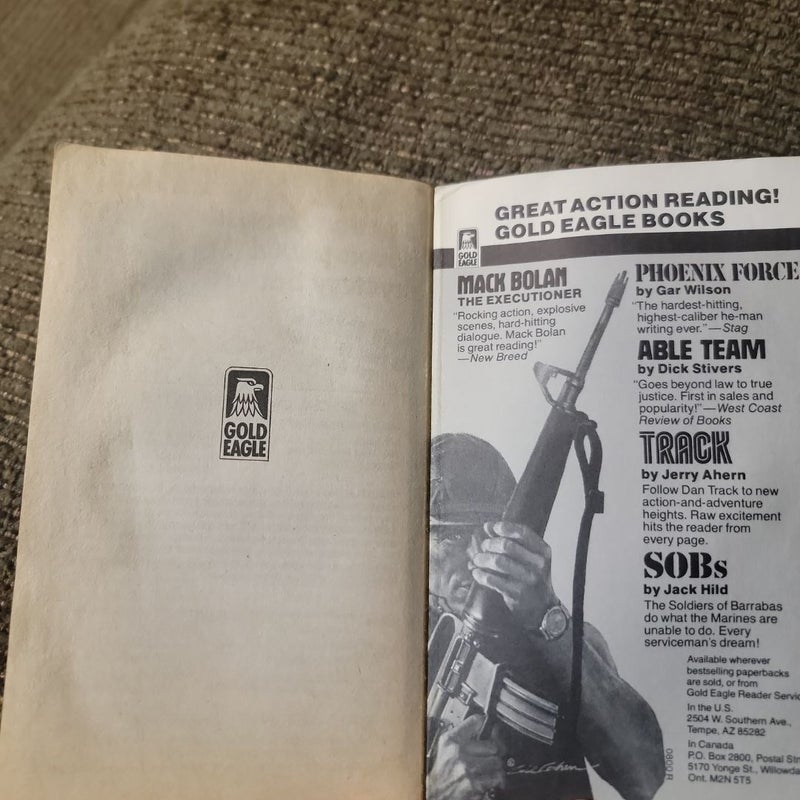 GOLD
EAGLE
GREAT ACTION READING!
GOLD EAGLE BOOKS
GOLD
EAGLE
MACK BOLAN
THE EXECUTIONER
"Rocking action, explosive
scenes, hard-hitting
dialogue. Mack Bolan
is great reading!"
—New Breed
PHOENIX FORCE
by Gar Wilson
"The hardest-hitting,
highest-caliber he-man
writing ever."—Stag
ABLE TEAM
by Dick Stivers
"Goes beyond law to true
justice. First in sales and
popularity!"—West Coast
Review of Books
TRACK
by Jerry Ahern
Follow Dan Track to new
action-and-adventure
heights. Raw excitement
hits the reader from
every page.
SOBs
by Jack Hild
The Soldiers of Barrabas
do what the Marines are
unable to do. Every
serviceman's dream!
Available wherever
bestselling paperbacks
are sold, or from
Gold Eagle Reader Servic
In the U.S.
2504 W. Southern Ave.,
Tempe, AZ 85282
In Canada
P.O. Box 2800, Postal Stn
5170 Yonge St., Willowda
Ont. M2N 5T5
©